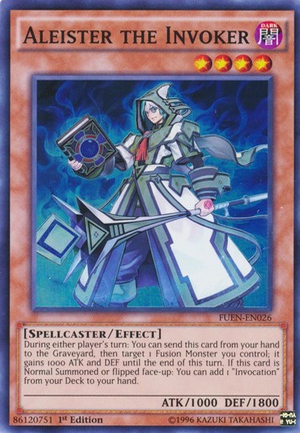 ALEISTER THE INVOKER
DARK
闇
FUEN-EN026
[SPELLCASTER/EFFECT]
During either player's turn: You can send this card from your hand
to the Graveyard, then target 1 Fusion Monster you control; it
gains 1000 ATK and DEF until the end of this turn. If this card is
Normal Summoned or flipped face-up: You can add 1 "Invocation"
from your Deck to your Hand.
ATK/1000 DEF/1800
86120751 1st Edition ©1996 KAZUKI TAKAHASHI